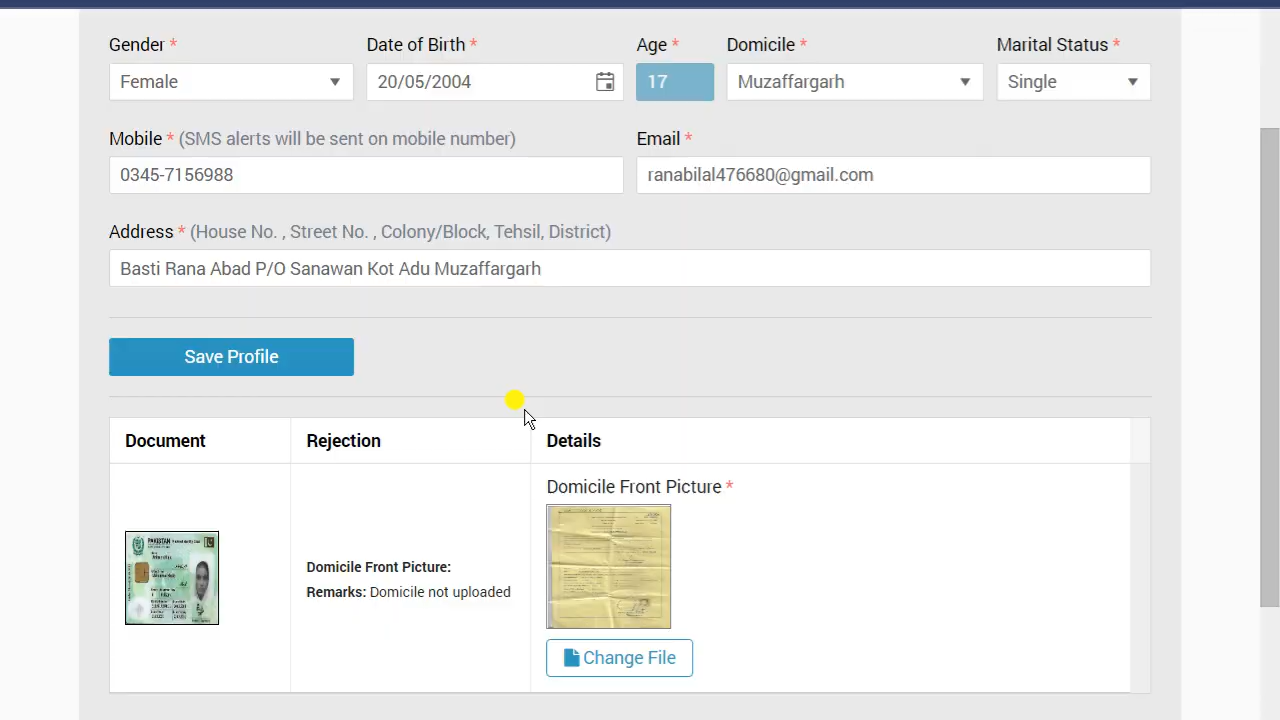 Gender * Date of Birth * Age * Domicile * Marital Status *
Female 20/05/2004 17 Muzaffargarh Single
Mobile * (SMS alerts will be sent on mobile number) Email *
0345-7156988 ranabilal476680@gmail.com
Address * (House No. , Street No. , Colony/Block, Tehsil, District)
Basti Rana Abad P/O Sanawan Kot Adu Muzaffargarh
Save Profile
Document Rejection Details
Domicile Front Picture *
PAKISTAN
Domicile Front Picture:
Remarks: Domicile not uploaded
Change File